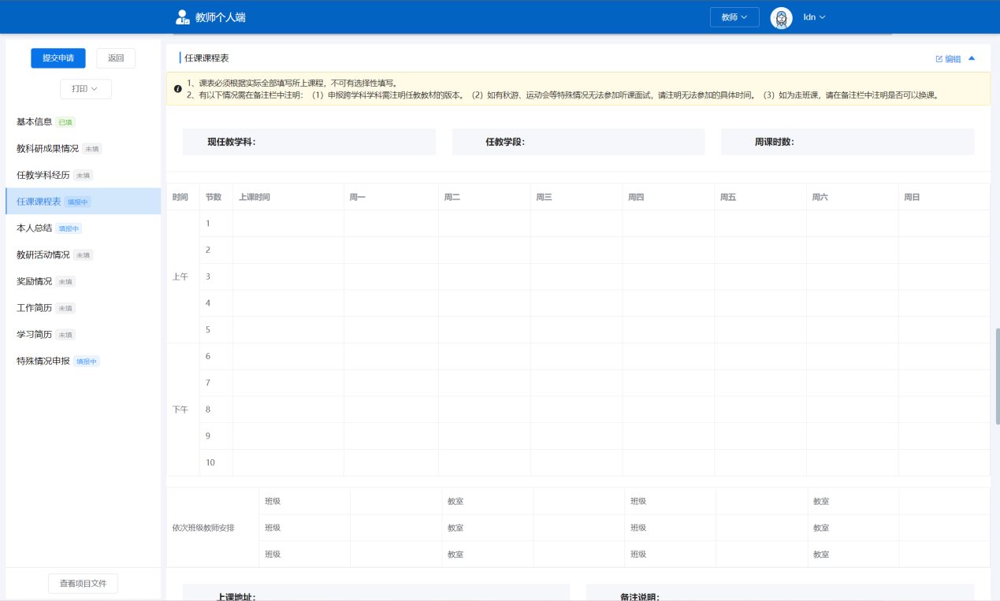 教师个人端
教师
ldn
提交申请
返回
打印
基本信息 已填
教科研成果情况 未填
任教学科经历 未填
任课课程表 填报中
本人总结 填报中
教研活动情况 未填
奖励情况 未填
工作简历 未填
学习简历 未填
特殊情况申报 填报中
查看项目文件
任课课程表
编辑
1、课表必须根据实际全部填写所上课程，不可有选择性填写。
2、有以下情况需在备注栏中注明：（1）申报跨学科学科需注明任教教材的版本。（2）如有秋游、运动会等特殊情况无法参加听课面试，请注明无法参加的具体时间。（3）如为走班课，请在备注栏中注明是否可以换课。
现任教学科： 任教学段： 周课时数：
时间 节数 上课时间 周一 周二 周三 周四 周五 周六 周日
上午
1
2
3
4
5
下午
6
7
8
9
10
依次班级教师安排
班级 教室 班级 教室
班级 教室 班级 教室
班级 教室 班级 教室
上课地址： 备注说明：